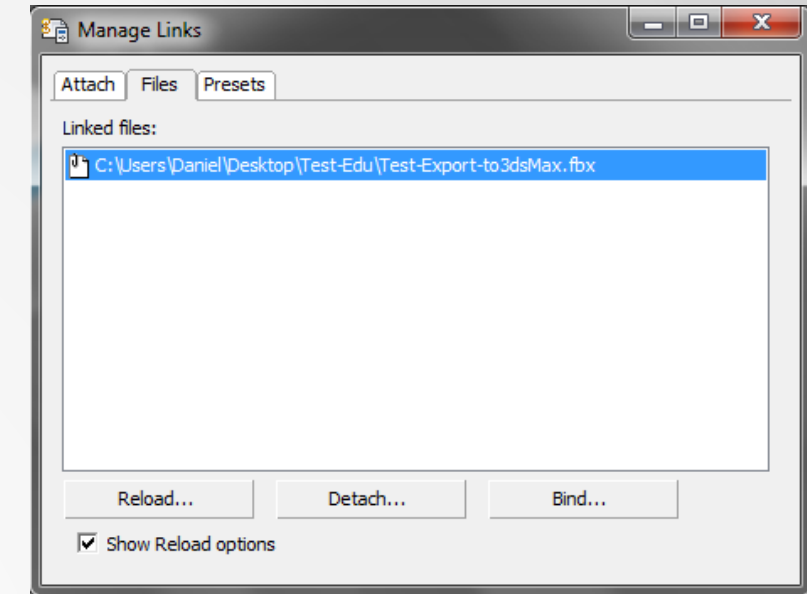 Manage Links
Attach Files Presets
Linked files:
C:\Users\Daniel\Desktop\Test-Edu\Test-Export-to3dsMax.fbx
Reload... Detach... Bind...
Show Reload options